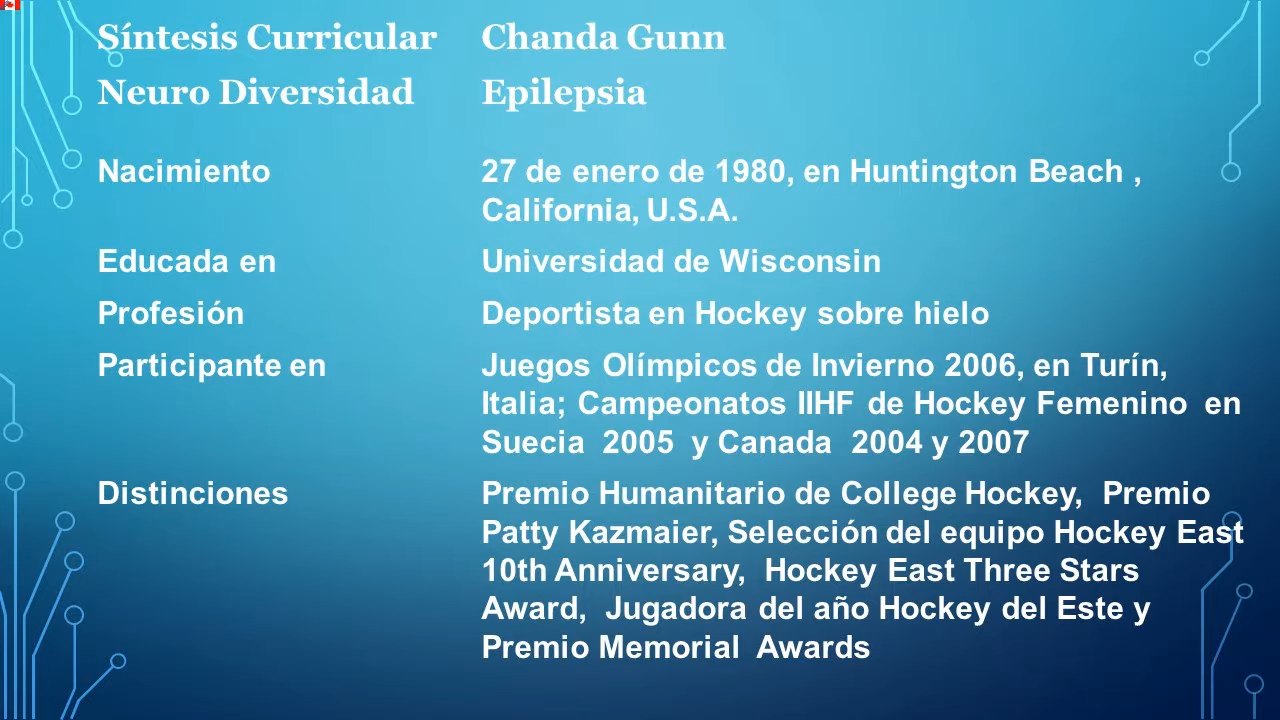 Síntesis Curricular Chanda Gunn
Neuro Diversidad Epilepsia
Nacimiento 27 de enero de 1980, en Huntington Beach ,
California, U.S.A.
Educada en Universidad de Wisconsin
Profesión Deportista en Hockey sobre hielo
Participante en Juegos Olímpicos de Invierno 2006, en Turín,
Italia; Campeonatos IIHF de Hockey Femenino en
Suecia 2005 y Canada 2004 y 2007
Distinciones Premio Humanitario de College Hockey, Premio
Patty Kazmaier, Selección del equipo Hockey East
10th Anniversary, Hockey East Three Stars
Award, Jugadora del año Hockey del Este y
Premio Memorial Awards